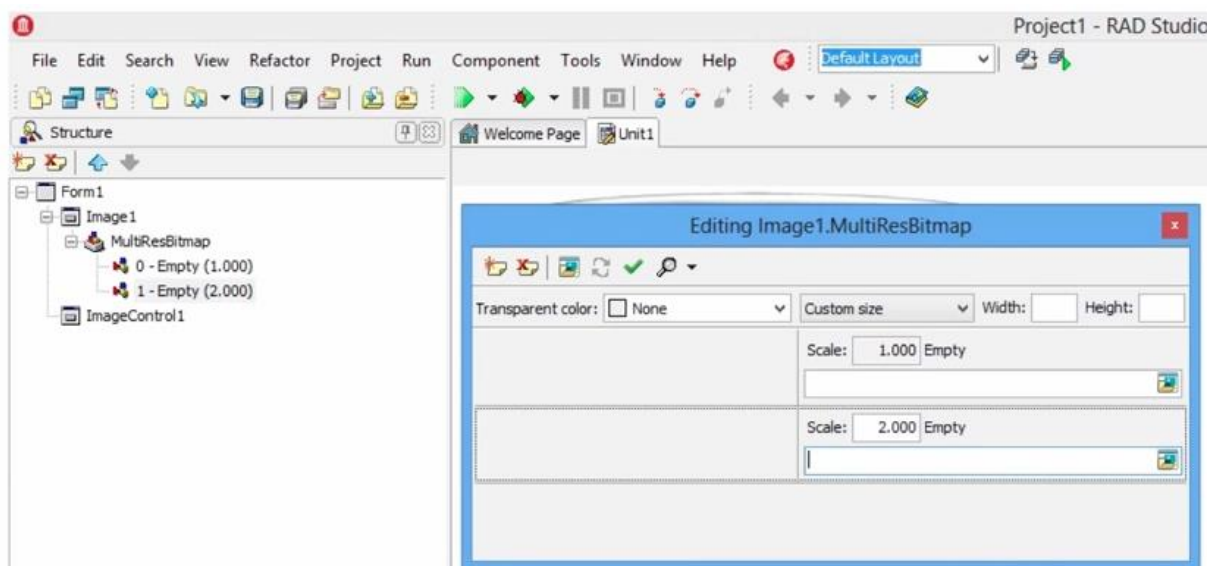 Project1 - RAD Studio
File Edit Search View Refactor Project Run Component Tools Window Help Default Layout
Structure
Welcome Page Unit1
Form1
Image1
MultiResBitmap
0 - Empty (1.000)
1 - Empty (2.000)
ImageControl1
Editing Image1.MultiResBitmap
Transparent color: None Custom size Width: Height:
Scale: 1.000 Empty
Scale: 2.000 Empty